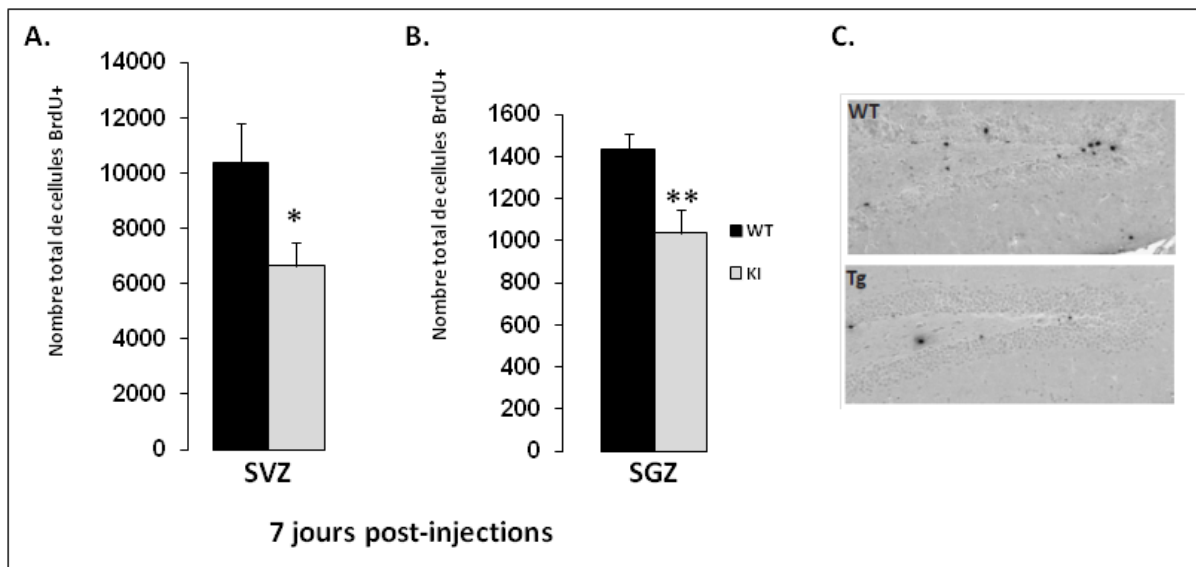 A.
B.
C.
Nombre total de cellules BrdU+
14000
12000
10000
8000
6000
4000
2000
0
*
SVZ
Nombre total de cellules BrdU+
1600
1400
1200
1000
800
600
400
200
0
**
SGZ
WT
KI
WT
Tg
7 jours post-injections